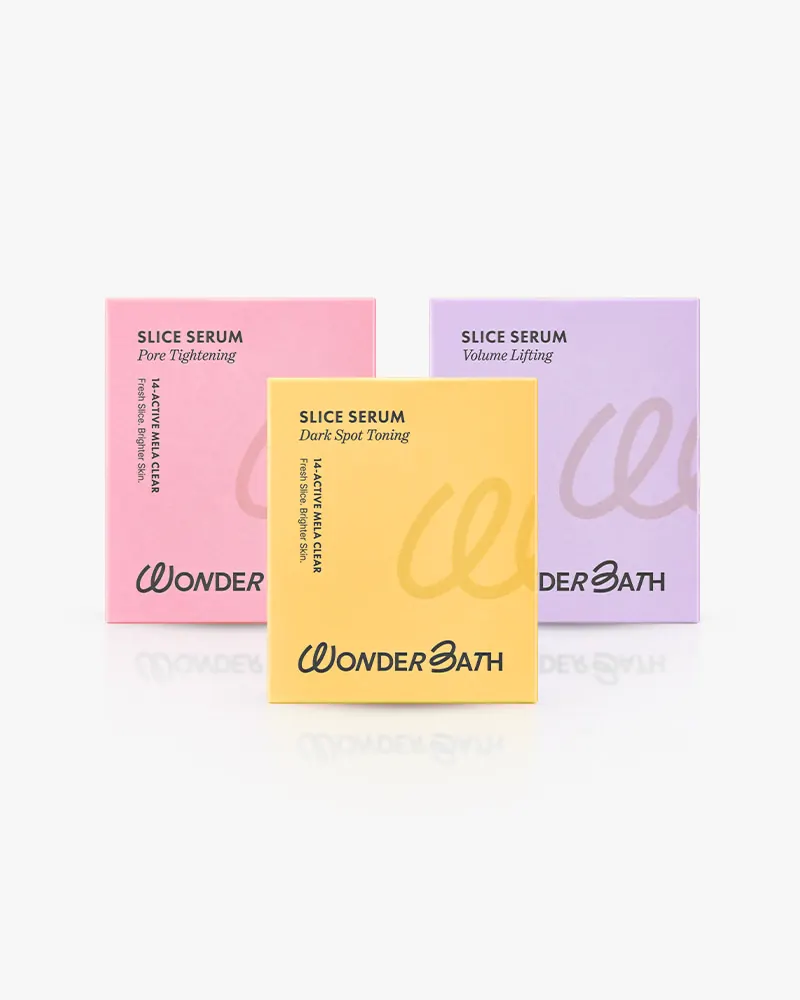 SLICE SERUM
Pore Tightening
14-ACTIVE MELA CLEAR
Fresh Slice. Brighter Skin.
WONDER
SLICE SERUM
Volume Lifting
DER BATH
SLICE SERUM
Dark Spot Toning
14-ACTIVE MELA CLEAR
Fresh Slice. Brighter Skin.
WONDER BATH